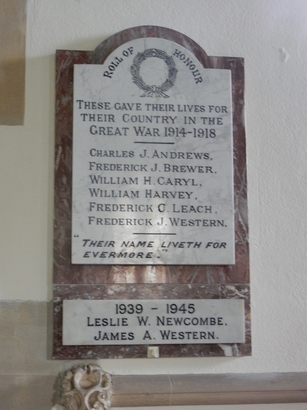 ROLL OF HONOUR
THESE GAVE THEIR LIVES FOR
THEIR COUNTRY IN THE
GREAT WAR 1914-1918
CHARLES J. ANDREWS,
FREDERICK J. BREWER,
WILLIAM H. CARYL,
WILLIAM HARVEY,
FREDERICK C. LEACH,
FREDERICK J. WESTERN.
"THEIR NAME LIVETH FOR
EVERMORE."
1939 - 1945
LESLIE W. NEWCOMBE.
JAMES A. WESTERN.